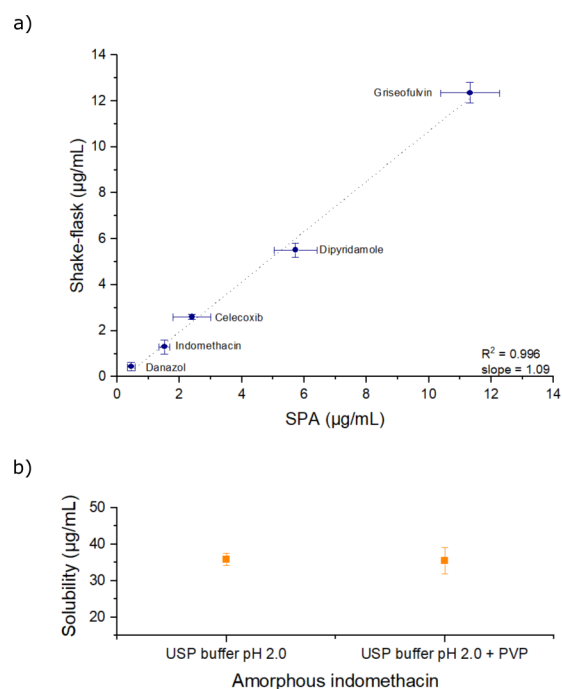 a)
14
12
10
8
6
4
2
0
Shake-flask (µg/mL)
Griseofulvin
Dipyridamole
Celecoxib
Indomethacin
Danazol
R² = 0.996
slope = 1.09
0 2 4 6 8 10 12 14
SPA (µg/mL)
b)
50
40
30
20
Solubility (µg/mL)
USP buffer pH 2.0 USP buffer pH 2.0 + PVP
Amorphous indomethacin